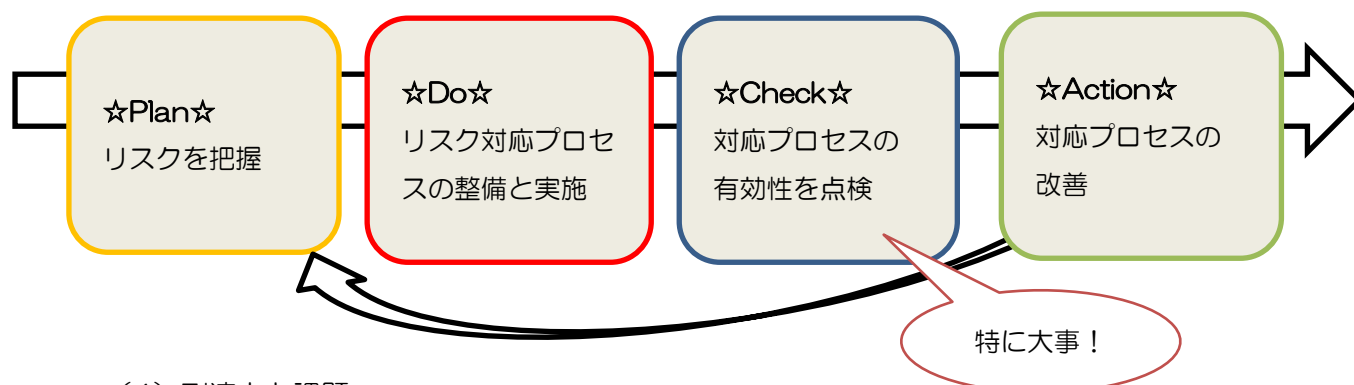 ☆Plan☆
リスクを把握
☆Do☆
リスク対応プロセ
スの整備と実施
☆Check☆
対応プロセスの
有効性を点検
☆Action☆
対応プロセスの
改善
特に大事！